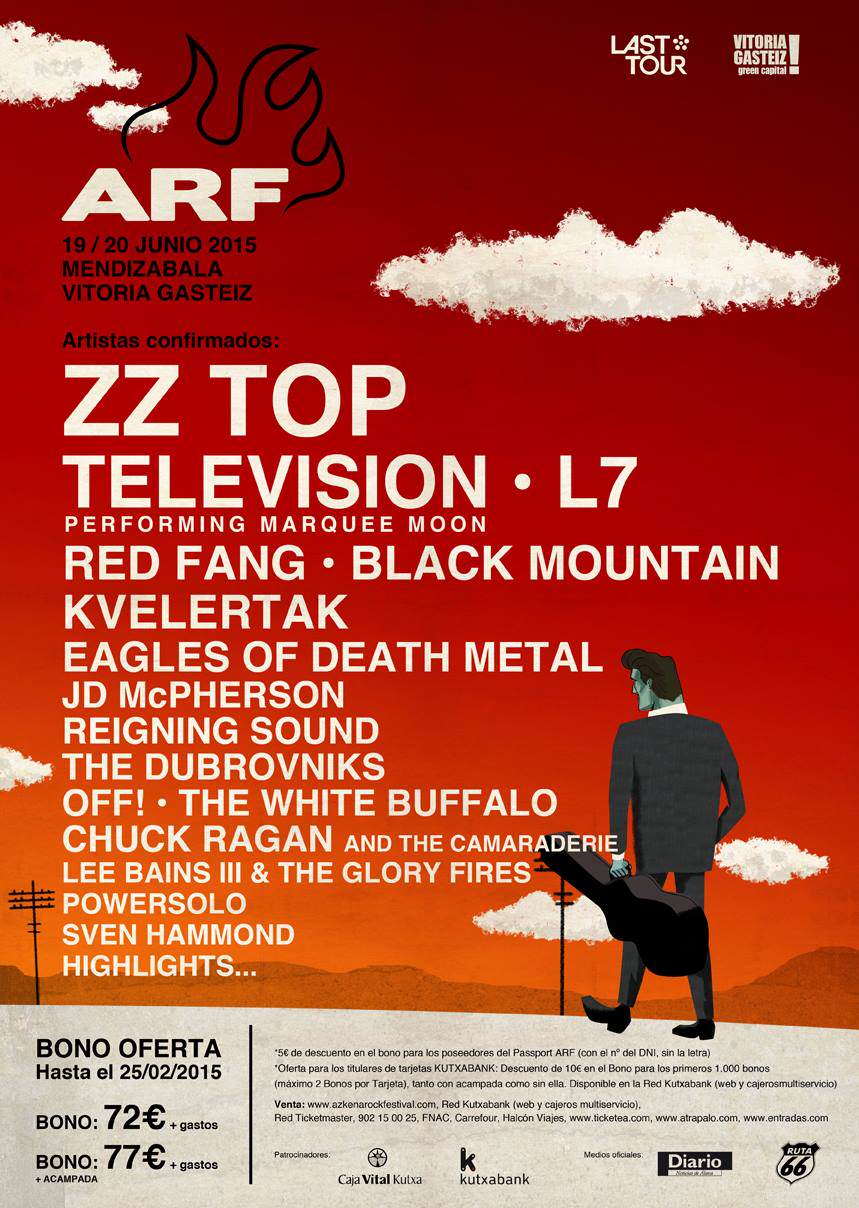 LAST TOUR
VITORIA GASTEIZ! green capital
ARF
19 / 20 JUNIO 2015
MENDIZABALA
VITORIA GASTEIZ
Artistas confirmados:
ZZ TOP
TELEVISION • L7
PERFORMING MARQUEE MOON
RED FANG • BLACK MOUNTAIN
KVELERTAK
EAGLES OF DEATH METAL
JD McPHERSON
REIGNING SOUND
THE DUBROVNIKS
OFF! • THE WHITE BUFFALO
CHUCK RAGAN AND THE CAMARADERIE
LEE BAINS III & THE GLORY FIRES
POWERSOLO
SVEN HAMMOND
HIGHLIGHTS...
BONO OFERTA
Hasta el 25/02/2015
BONO: 72€ + gastos
BONO: 77€ + gastos
+ ACAMPADA
*5€ de descuento en el bono para los poseedores del Passport ARF (con el nº del DNI, sin la letra)
*Oferta para los titulares de tarjetas KUTXABANK: Descuento de 10€ en el Bono para los primeros 1.000 bonos
(máximo 2 Bonos por Tarjeta), tanto con acampada como sin ella. Disponible en la Red Kutxabank (web y cajerosmultiservicio)
Venta: www.azkenarockfestival.com, Red Kutxabank (web y cajeros multiservicio),
Red Ticketmaster, 902 15 00 25, FNAC, Carrefour, Halcón Viajes, www.ticketea.com, www.atrapalo.com, www.entradas.com
Patrocinadores:
Caja Vital Kutxa
kutxabank
Medios oficiales:
Diario
Noticias de Álava
RUTA 66